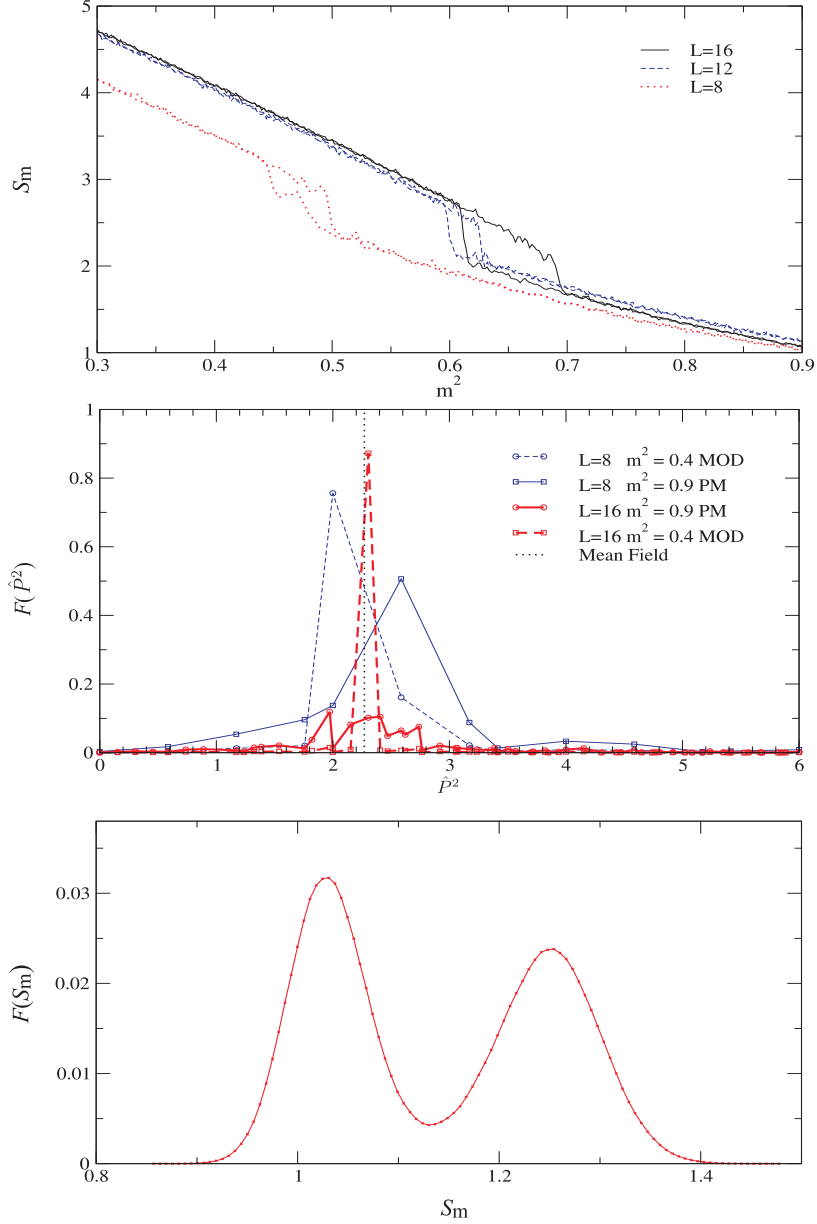 5
4
3
2
1
S_m
L=16
L=12
L=8
0.3 0.4 0.5 0.6 0.7 0.8 0.9
m²
1
0.8
0.6
0.4
0.2
0
F(P̂²)
L=8 m² = 0.4 MOD
L=8 m² = 0.9 PM
L=16 m² = 0.9 PM
L=16 m² = 0.4 MOD
Mean Field
0 1 2 3 4 5 6
P̂²
0.03
0.02
0.01
0
F(S_m)
0.8 1 1.2 1.4
S_m